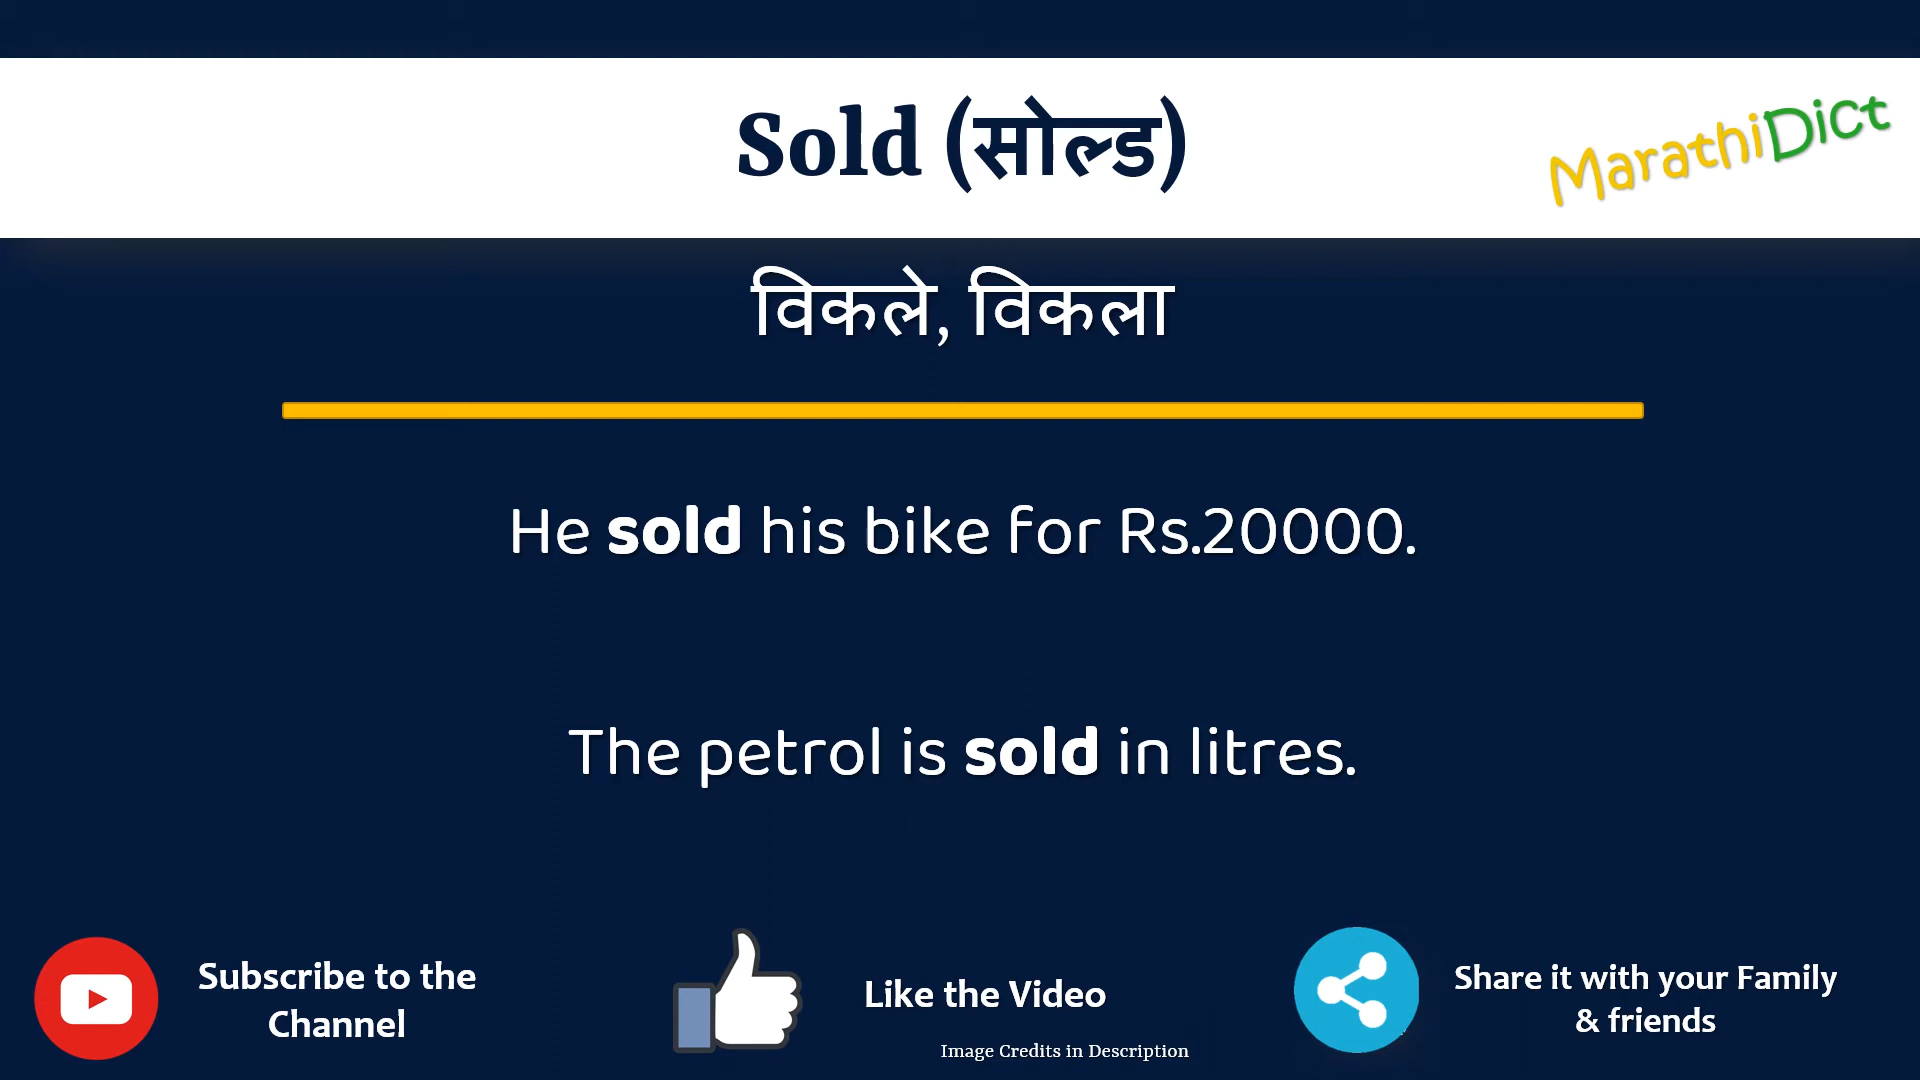 Sold (सोल्ड)
MarathiDict
विकले, विकला
He sold his bike for Rs.20000.
The petrol is sold in litres.
Subscribe to the
Channel
Like the Video
Share it with your Family
& friends
Image Credits in Description